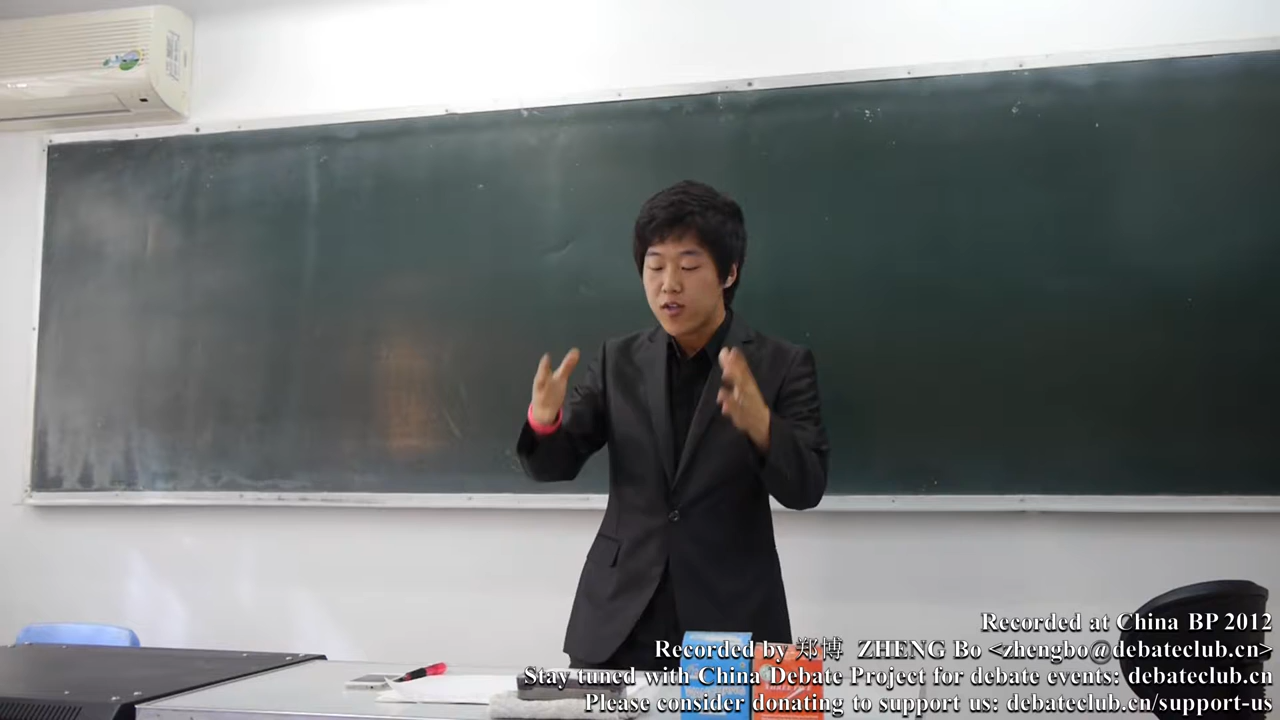 Recorded at China BP 2012
Recorded by 郑博 ZHENG Bo <zhengbo@debateclub.cn>
Stay tuned with China Debate Project for debate events: debateclub.cn
Please consider donating to support us: debateclub.cn/support-us